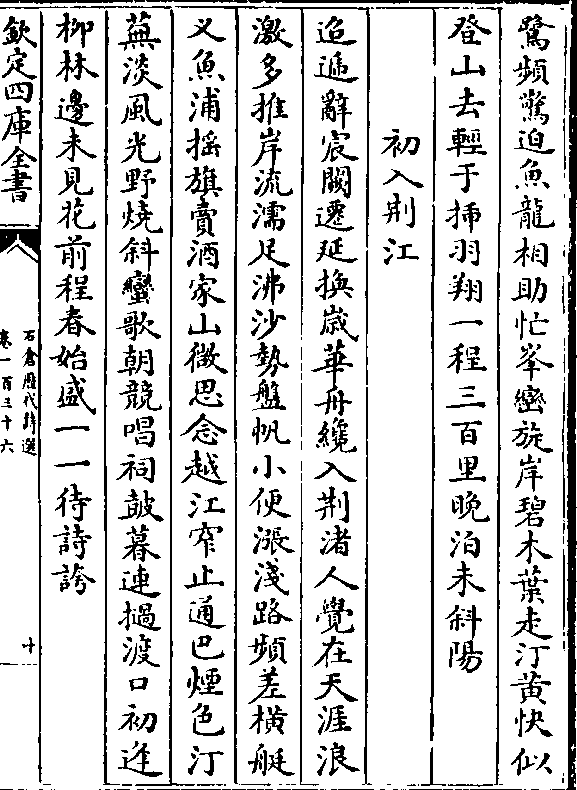 鷺頻驚迫魚龍相助忙峯巒旋岸碧木葉走汀黄快似
登山去輕于揷羽翔一程三百里晚泊未斜陽
初入荆江
迢遞辭宸闕遷延換歲華舟纔入荆渚人覺在天涯浪
激多摧岸流濡足沸沙勢盤帆小便漲淺路頻差橫艇
义魚浦摇旗賣酒家山微思念越江窄止通巴煙色汀
蕪淡風光野燒斜蠻歌朝競唱祠皷暮連撾渡口初逢
柳林邊未見花前程春始盛一一待詩誇
欽定四庫全書
石倉歷代詩選
卷一百三十六
十